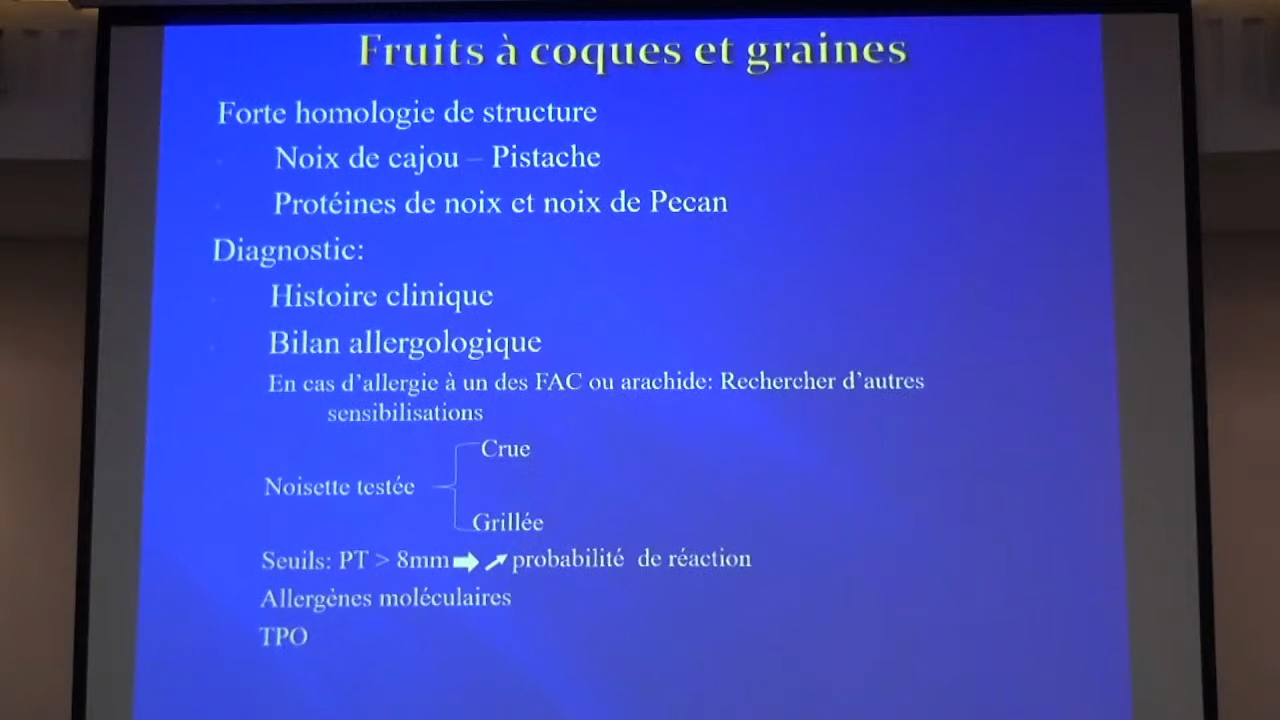 Fruits à coques et graines
Forte homologie de structure
Noix de cajou – Pistache
Protéines de noix et noix de Pecan
Diagnostic:
Histoire clinique
Bilan allergologique
En cas d’allergie à un des FAC ou arachide: Rechercher d’autres
sensibilisations
Crue
Noisette testée
Grillée
Seuils: PT > 8mm ➡ ↗ probabilité de réaction
Allergènes moléculaires
TPO